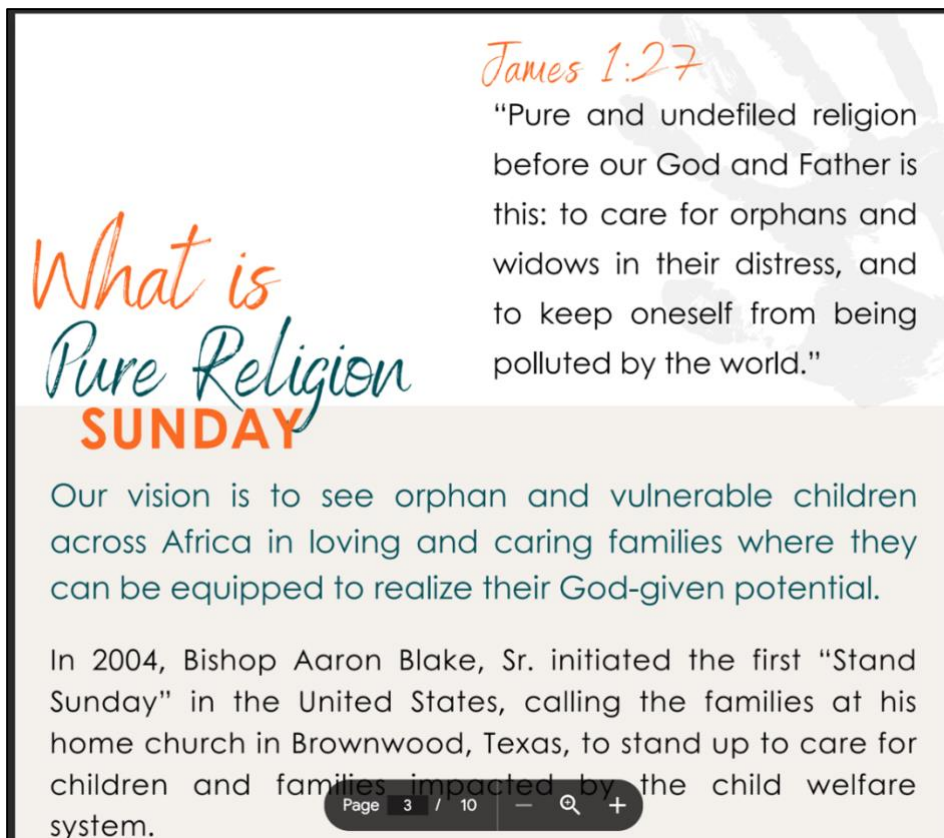 James 1:27
“Pure and undefiled religion
before our God and Father is
this: to care for orphans and
widows in their distress, and
to keep oneself from being
polluted by the world.”
What is
Pure Religion
SUNDAY
Our vision is to see orphan and vulnerable children
across Africa in loving and caring families where they
can be equipped to realize their God-given potential.
In 2004, Bishop Aaron Blake, Sr. initiated the first “Stand
Sunday” in the United States, calling the families at his
home church in Brownwood, Texas, to stand up to care for
children and families impacted by the child welfare
system.
Page 3 / 10 — +